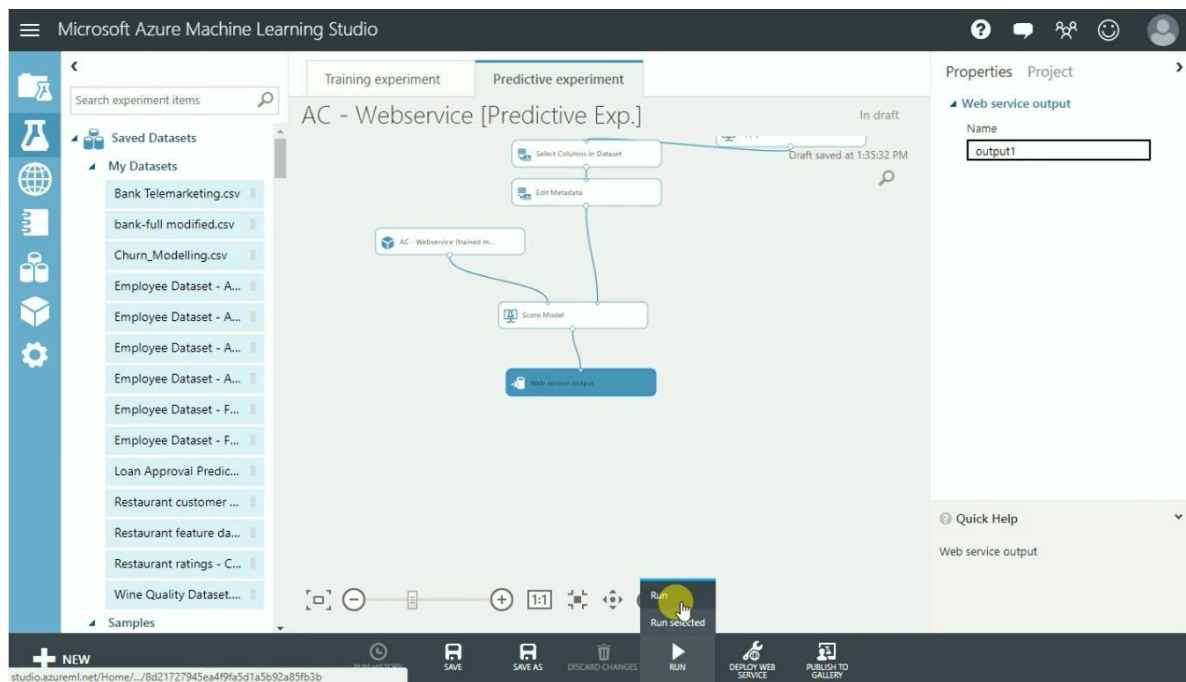 Microsoft Azure Machine Learning Studio
Search experiment items
Saved Datasets
My Datasets
Bank Telemarketing.csv
bank-full modified.csv
Churn_Modelling.csv
Employee Dataset - A...
Employee Dataset - A...
Employee Dataset - A...
Employee Dataset - A...
Employee Dataset - F...
Employee Dataset - F...
Loan Approval Predic...
Restaurant customer ...
Restaurant feature da...
Restaurant ratings - C...
Wine Quality Dataset....
Samples
Training experiment
Predictive experiment
AC - Webservice [Predictive Exp.]
In draft
Draft saved at 1:35:32 PM
Select Columns in Dataset
Edit Metadata
AC - Webservice [trained m...
Score Model
Web service output
1:1
Run
Run selected
Properties Project
Web service output
Name
output1
Quick Help
Web service output
NEW
RUN HISTORY
SAVE
SAVE AS
DISCARD CHANGES
RUN
DEPLOY WEB SERVICE
PUBLISH TO GALLERY
studio.azureml.net/Home/.../8d21727945ea4f9fa5d1a5b92a85fb3b